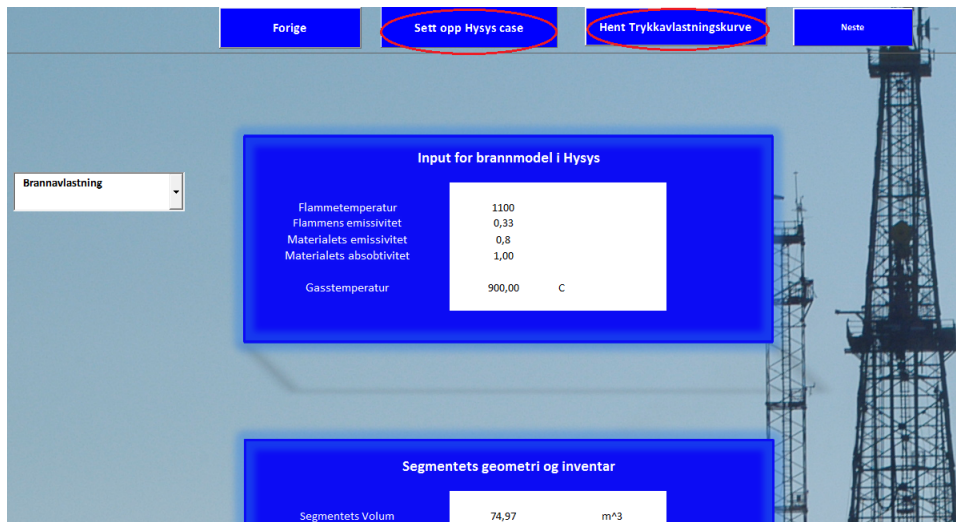 Forige
Sett opp Hysys case
Hent Trykkavlastningskurve
Neste
Input for brannmodel i Hysys
Brannavlastning
Flammetemperatur 1100
Flammens emissivitet 0,33
Materialets emissivitet 0,8
Materialets absobtivitet 1,00
Gasstemperatur 900,00 C
Segmentets geometri og inventar
Segmentets Volum 74,97 m^3